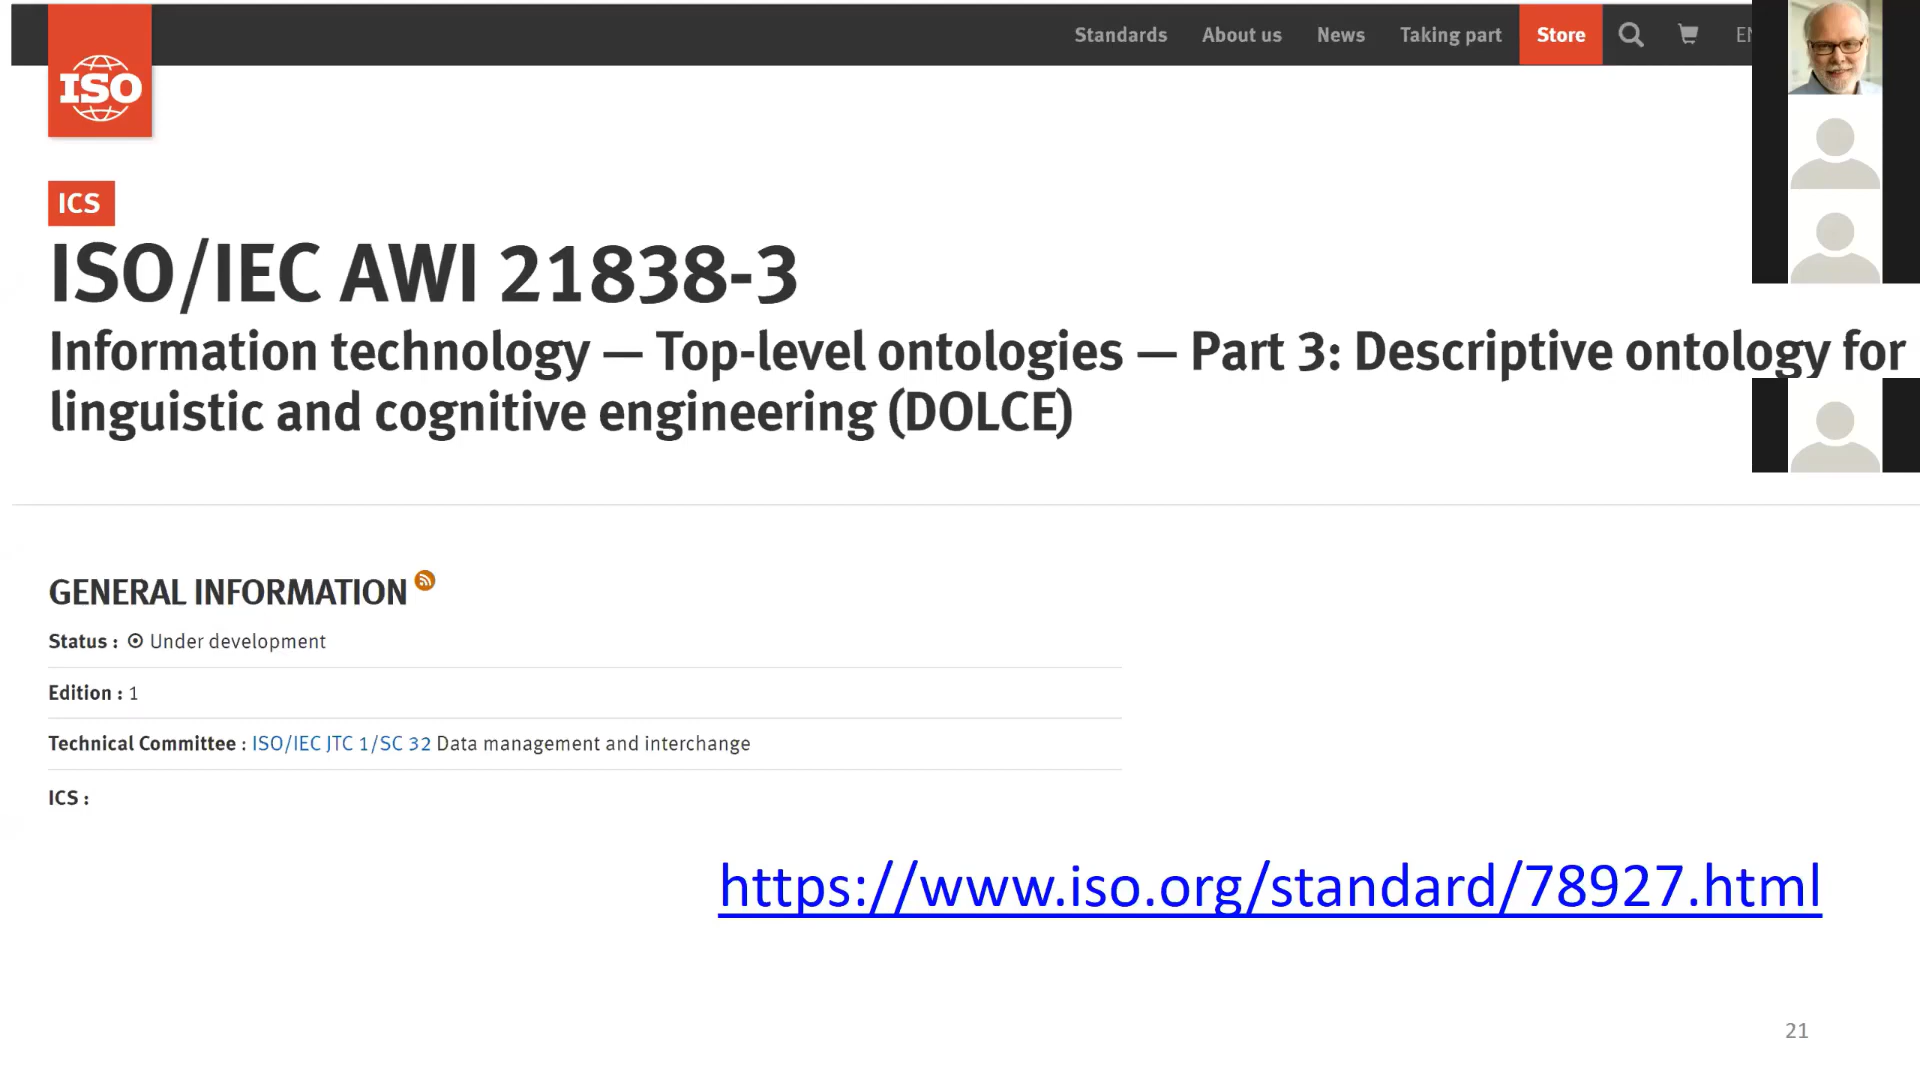 Standards About us News Taking part Store EN
ISO
ICS
ISO/IEC AWI 21838-3
Information technology — Top-level ontologies — Part 3: Descriptive ontology for
linguistic and cognitive engineering (DOLCE)
GENERAL INFORMATION
Status : Under development
Edition : 1
Technical Committee : ISO/IEC JTC 1/SC 32 Data management and interchange
ICS :
https://www.iso.org/standard/78927.html
21